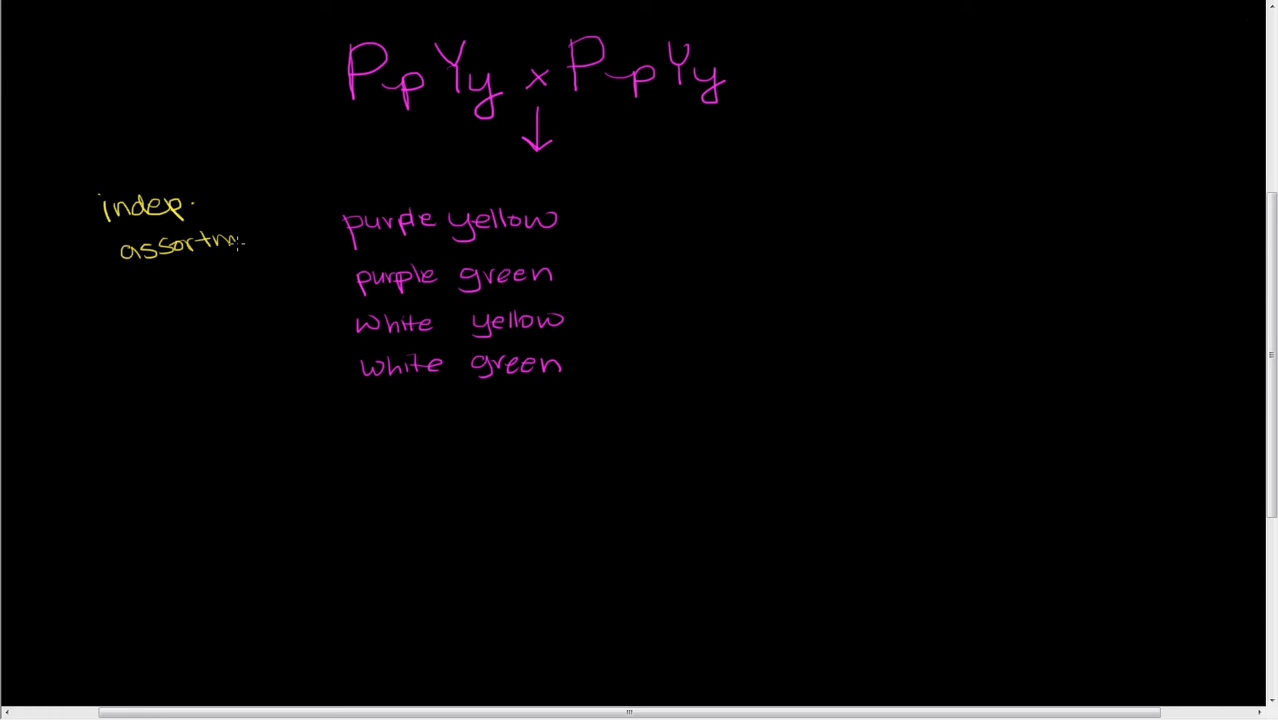 PpYy x PpYy
indep.
assortm
purple yellow
purple green
white yellow
white green